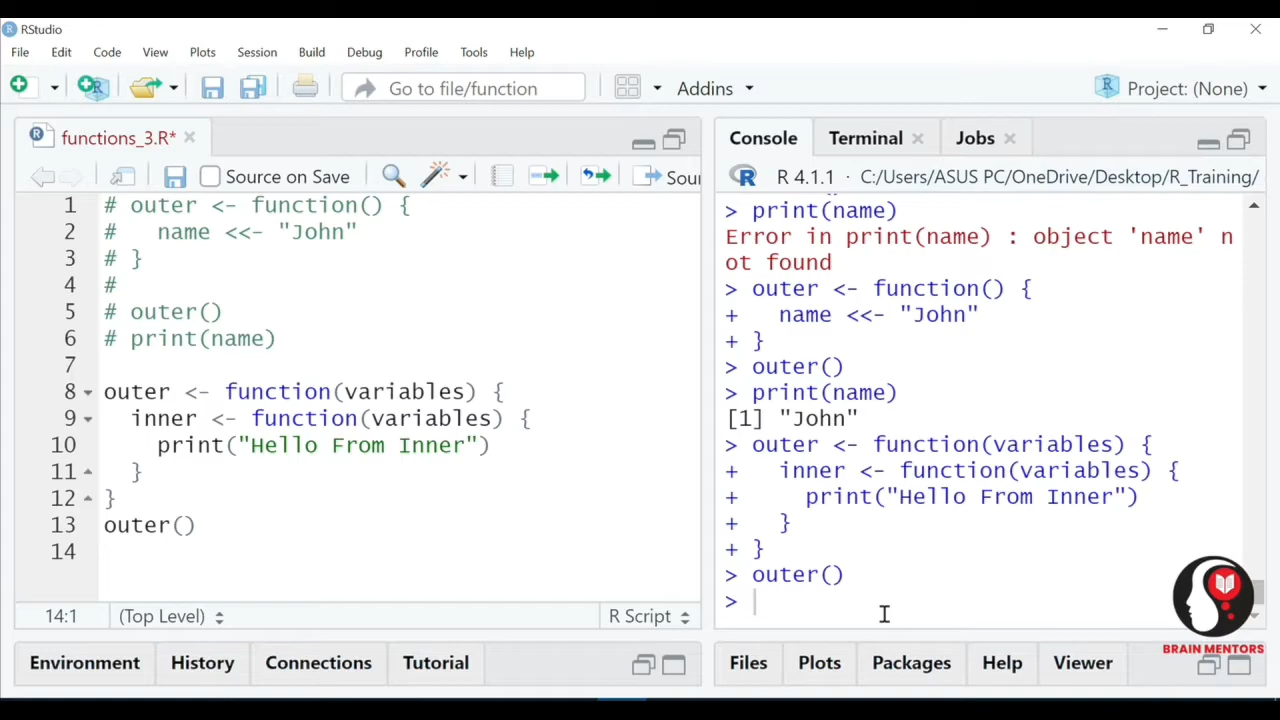 RStudio
File Edit Code View Plots Session Build Debug Profile Tools Help
Go to file/function Addins Project: (None)
functions_3.R*
Source on Save Sou
1 # outer <- function() {
2 #   name <<- "John"
3 # }
4 #
5 # outer()
6 # print(name)
7
8 outer <- function(variables) {
9   inner <- function(variables) {
10     print("Hello From Inner")
11   }
12 }
13 outer()
14
14:1 (Top Level) R Script
Environment History Connections Tutorial
Console Terminal Jobs
R 4.1.1 · C:/Users/ASUS PC/OneDrive/Desktop/R_Training/
> print(name)
Error in print(name) : object 'name' n
ot found
> outer <- function() {
+   name <<- "John"
+ }
> outer()
> print(name)
[1] "John"
> outer <- function(variables) {
+   inner <- function(variables) {
+     print("Hello From Inner")
+   }
+ }
> outer()
>
Files Plots Packages Help Viewer
BRAIN MENTORS